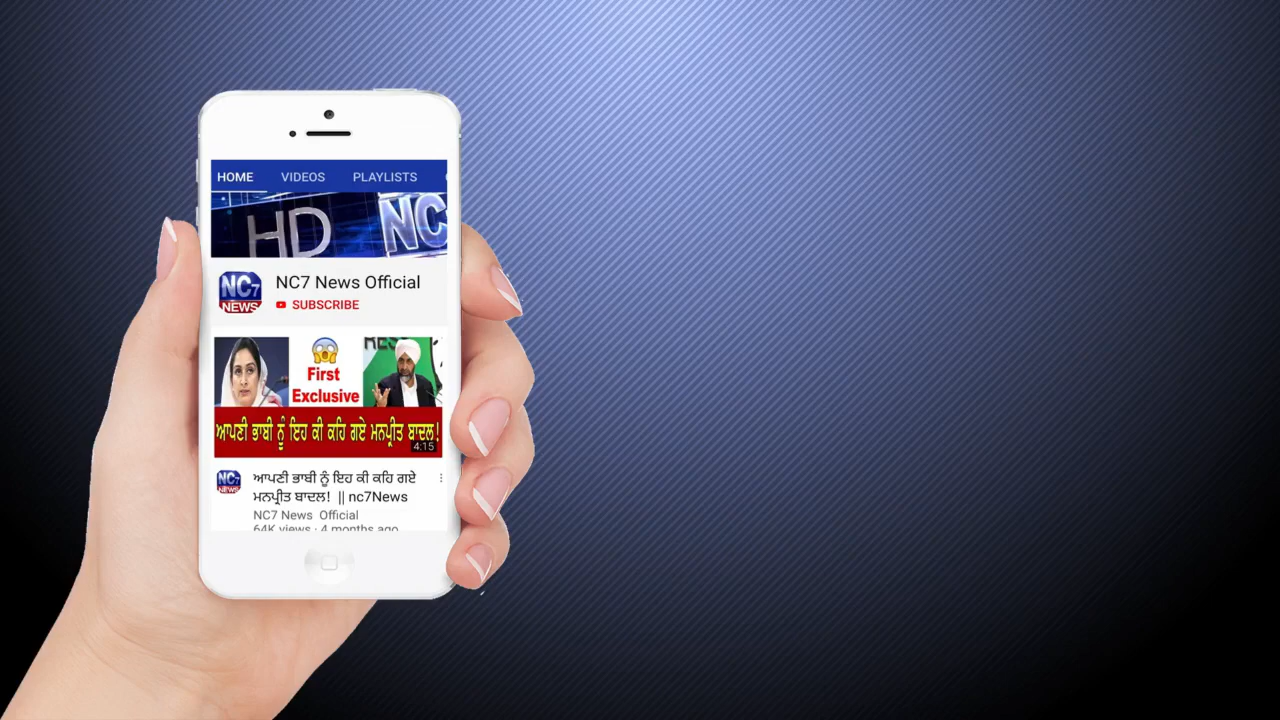 HOME VIDEOS PLAYLISTS
HD NC
NC7 NEWS
NC7 News Official
SUBSCRIBE
First
Exclusive
ਆਪਣੀ ਭਾਬੀ ਨੂੰ ਇਹ ਕੀ ਕਹਿ ਗਏ ਮਨਪ੍ਰੀਤ ਬਾਦਲ!
4:15
NC7 NEWS
ਆਪਣੀ ਭਾਬੀ ਨੂੰ ਇਹ ਕੀ ਕਹਿ ਗਏ
ਮਨਪ੍ਰੀਤ ਬਾਦਲ! || nc7News
NC7 News Official
64K views · 4 months ago